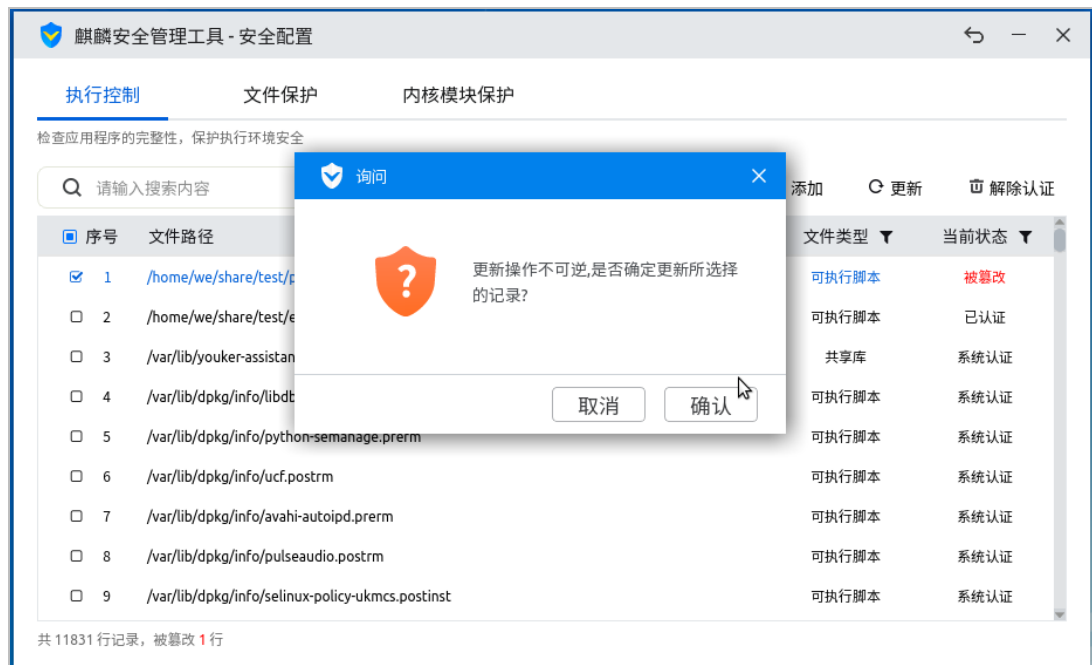 麒麟安全管理工具 - 安全配置
执行控制 文件保护 内核模块保护
检查应用程序的完整性，保护执行环境安全
请输入搜索内容 添加 更新 解除认证
询问
更新操作不可逆,是否确定更新所选择
的记录?
取消 确认
序号 文件路径 文件类型 当前状态
1 /home/we/share/test/ 可执行脚本 被篡改
2 /home/we/share/test/e 可执行脚本 已认证
3 /var/lib/youker-assistan 共享库 系统认证
4 /var/lib/dpkg/info/libdb 可执行脚本 系统认证
5 /var/lib/dpkg/info/python-semanage.prerm 可执行脚本 系统认证
6 /var/lib/dpkg/info/ucf.postrm 可执行脚本 系统认证
7 /var/lib/dpkg/info/avahi-autoipd.prerm 可执行脚本 系统认证
8 /var/lib/dpkg/info/pulseaudio.postrm 可执行脚本 系统认证
9 /var/lib/dpkg/info/selinux-policy-ukmcs.postinst 可执行脚本 系统认证
共 11831 行记录，被篡改 1 行